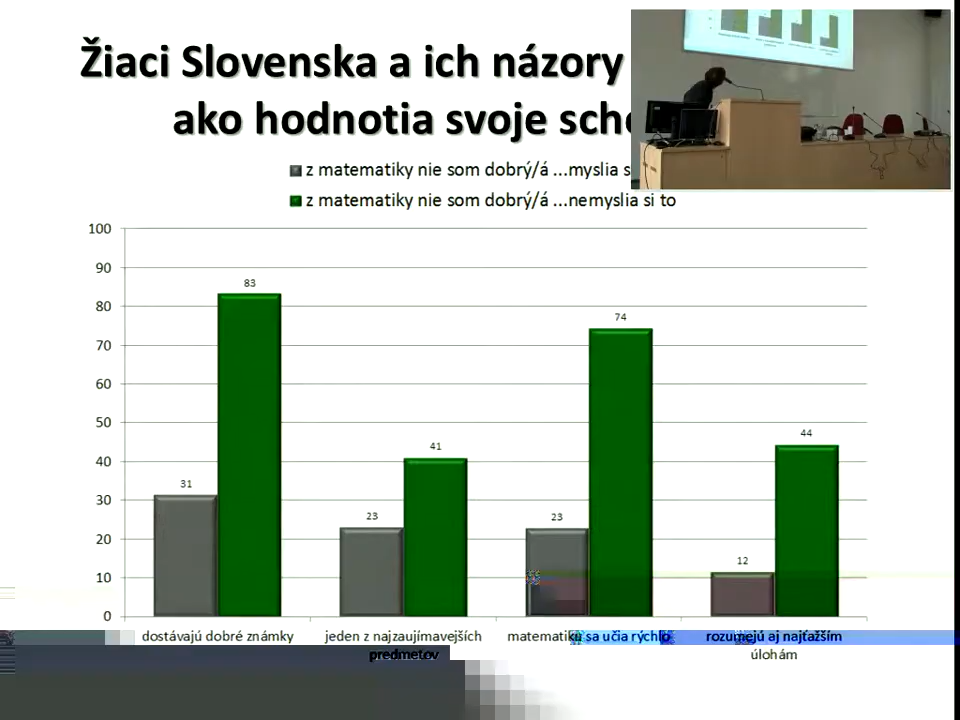 Žiaci Slovenska a ich názory
ako hodnotia svoje
z matematiky nie som dobrý/á ...myslia
z matematiky nie som dobrý/á ...nemyslia si to
100
90
80
70
60
50
40
30
20
10
0
31
83
23
41
23
74
12
44
dostávajú dobré známky
jeden z najzaujímavejších
predmetov
matematiku sa učia rýchlo
rozumejú aj najťažším
úlohám